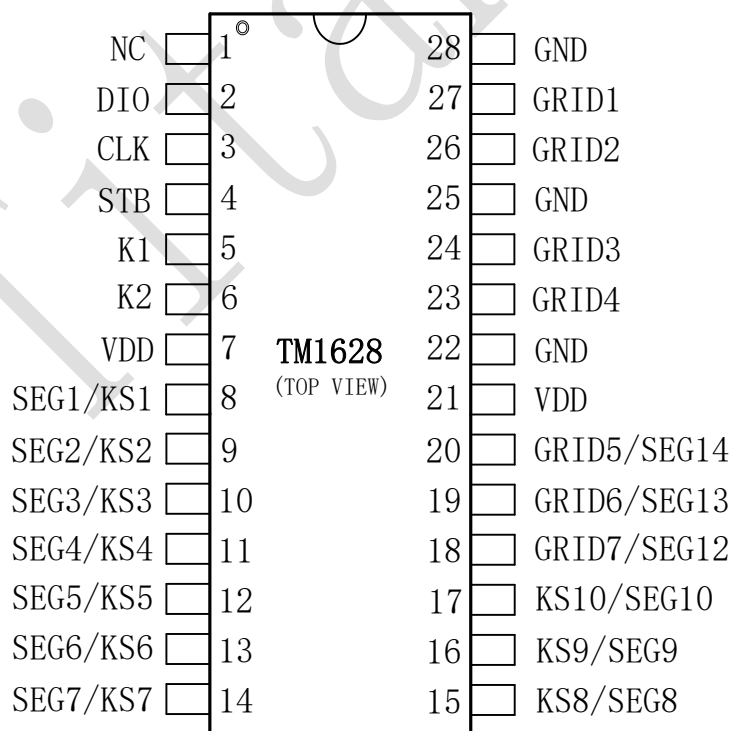 NC 1 28 GND
DIO 2 27 GRID1
CLK 3 26 GRID2
STB 4 25 GND
K1 5 24 GRID3
K2 6 23 GRID4
VDD 7 TM1628 22 GND
SEG1/KS1 8 (TOP VIEW) 21 VDD
SEG2/KS2 9 20 GRID5/SEG14
SEG3/KS3 10 19 GRID6/SEG13
SEG4/KS4 11 18 GRID7/SEG12
SEG5/KS5 12 17 KS10/SEG10
SEG6/KS6 13 16 KS9/SEG9
SEG7/KS7 14 15 KS8/SEG8